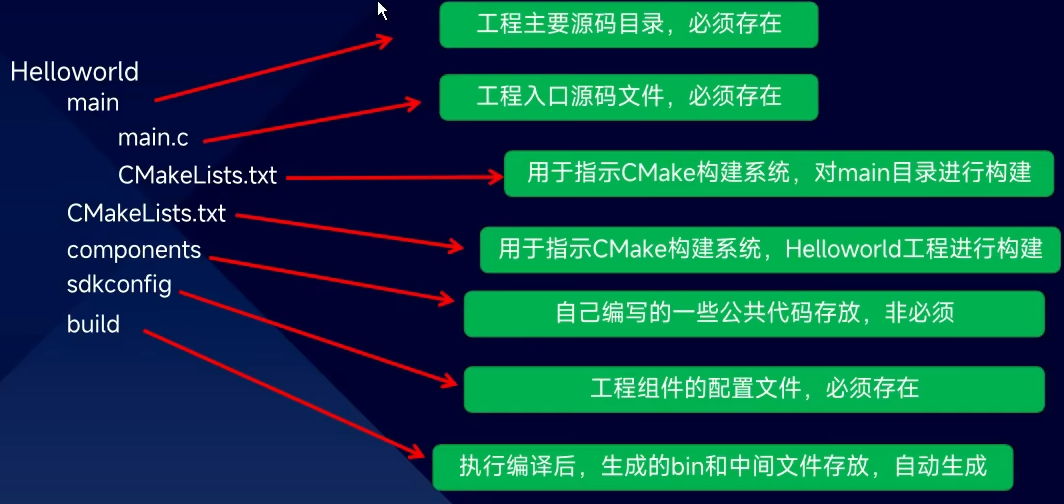 Helloworld
main
main.c
CMakeLists.txt
CMakeLists.txt
components
sdkconfig
build
工程主要源码目录，必须存在
工程入口源码文件，必须存在
用于指示CMake构建系统，对main目录进行构建
用于指示CMake构建系统，Helloworld工程进行构建
自己编写的一些公共代码存放，非必须
工程组件的配置文件，必须存在
执行编译后，生成的bin和中间文件存放，自动生成